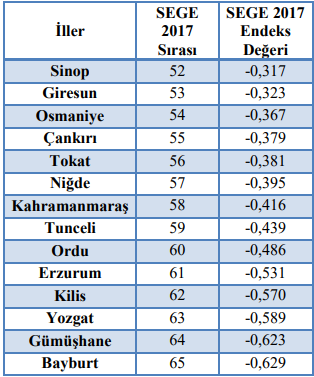 İller SEGE 2017 Sırası SEGE 2017 Endeks Değeri
Sinop 52 -0,317
Giresun 53 -0,323
Osmaniye 54 -0,367
Çankırı 55 -0,379
Tokat 56 -0,381
Niğde 57 -0,395
Kahramanmaraş 58 -0,416
Tunceli 59 -0,439
Ordu 60 -0,486
Erzurum 61 -0,531
Kilis 62 -0,570
Yozgat 63 -0,589
Gümüşhane 64 -0,623
Bayburt 65 -0,629